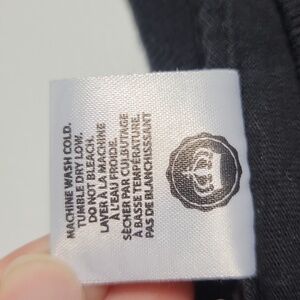 MACHINE WASH COLD.
TUMBLE DRY LOW.
DO NOT BLEACH.
LAVER À LA MACHINE
À L'EAU FROIDE.
SÉCHER PAR CULBUTAGE
À BASSE TEMPÉRATURE.
PAS DE BLANCHISSANT